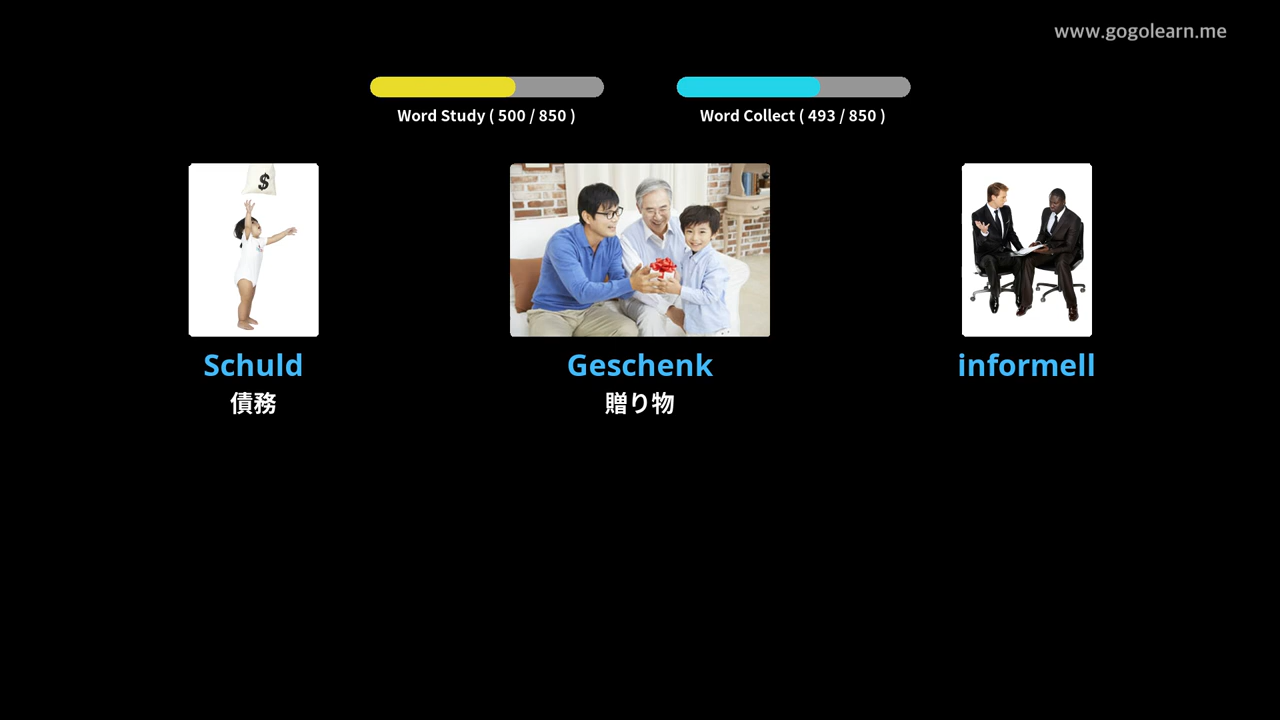 www.gogolearn.me
Word Study ( 500 / 850 )
Word Collect ( 493 / 850 )
$
Schuld
債務
Geschenk
贈り物
informell